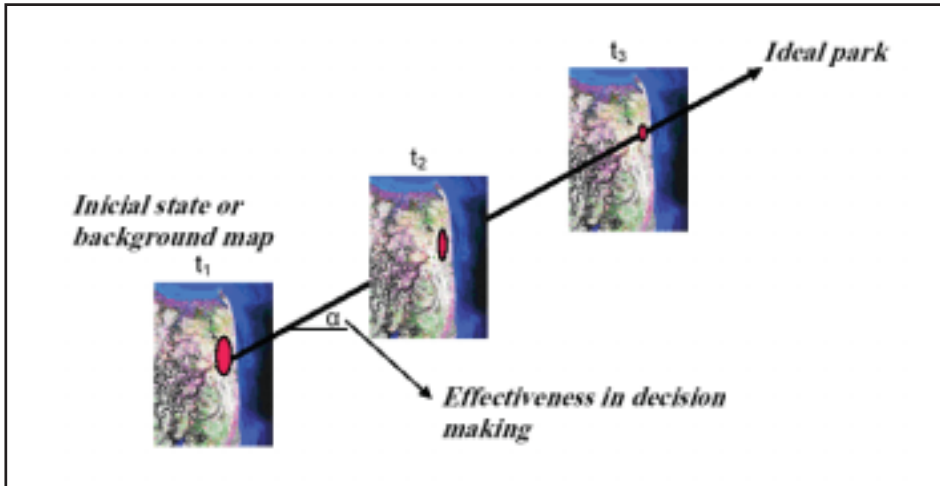 t₃
Ideal park
t₂
Inicial state or
background map
t₁
α
Effectiveness in decision
making